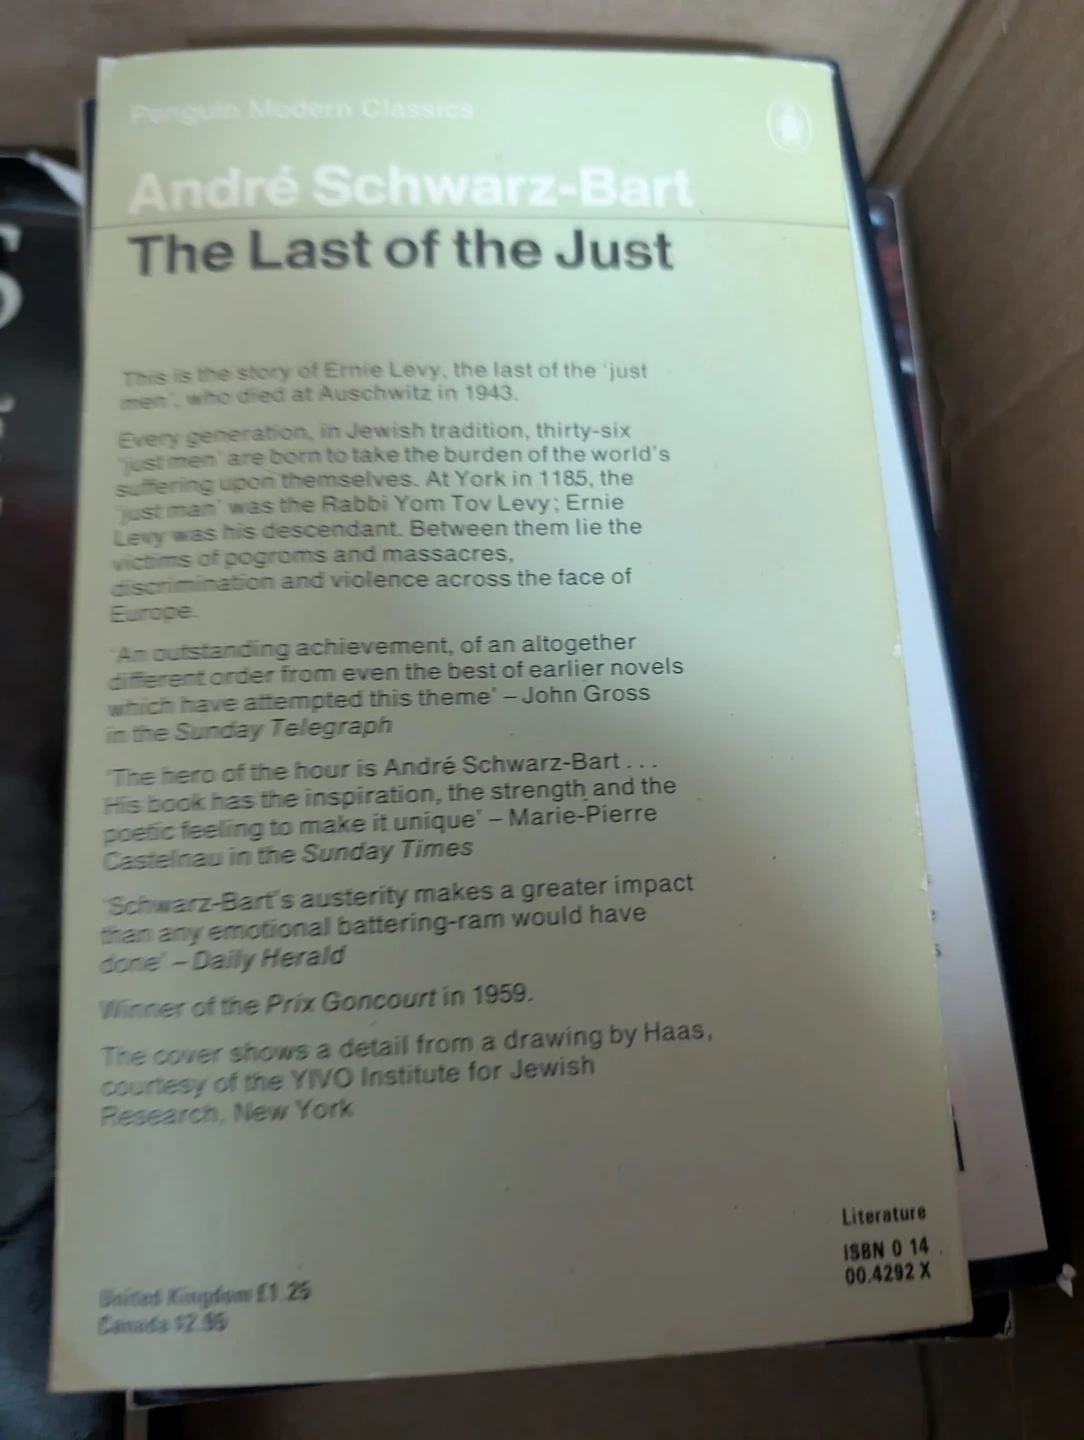 Penguin Modern Classics
André Schwarz-Bart
The Last of the Just
This is the story of Ernie Levy, the last of the 'just
men', who died at Auschwitz in 1943.
Every generation, in Jewish tradition, thirty-six
'just men' are born to take the burden of the world's
suffering upon themselves. At York in 1185, the
'just man' was the Rabbi Yom Tov Levy; Ernie
Levy was his descendant. Between them lie the
victims of pogroms and massacres,
discrimination and violence across the face of
Europe.
'An outstanding achievement, of an altogether
different order from even the best of earlier novels
which have attempted this theme' – John Gross
in the Sunday Telegraph
'The hero of the hour is André Schwarz-Bart . . .
His book has the inspiration, the strength and the
poetic feeling to make it unique' – Marie-Pierre
Castelnau in the Sunday Times
'Schwarz-Bart's austerity makes a greater impact
than any emotional battering-ram would have
done' – Daily Herald
Winner of the Prix Goncourt in 1959.
The cover shows a detail from a drawing by Haas,
courtesy of the YIVO Institute for Jewish
Research, New York
Literature
ISBN 0 14
00.4292 X
United Kingdom £1.25
Canada $2.95